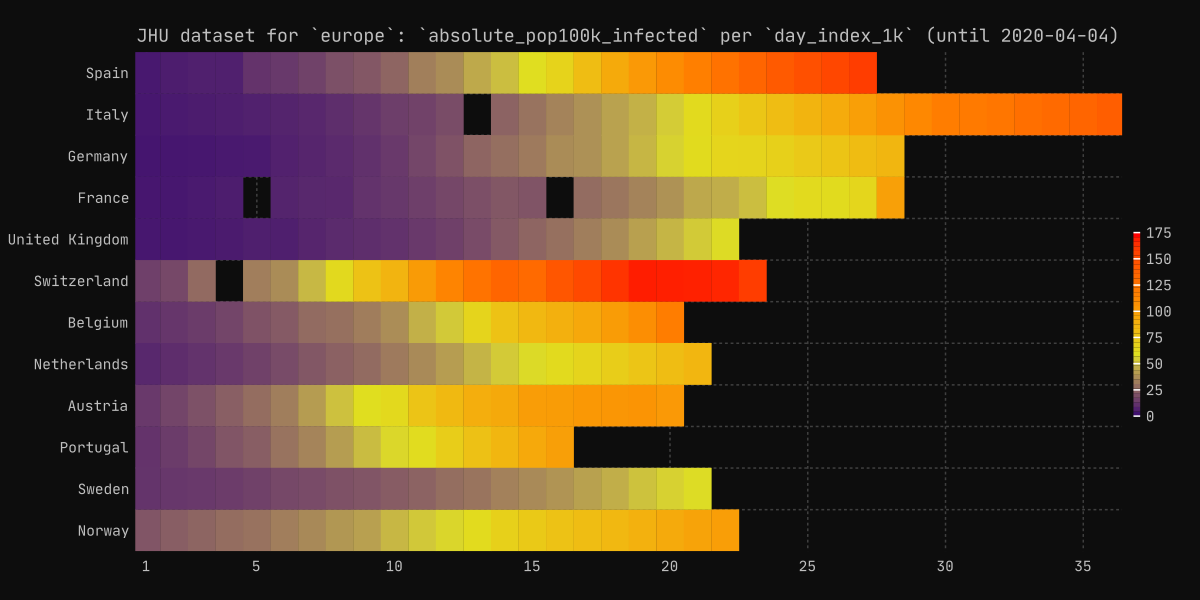 JHU dataset for `europe`: `absolute_pop100k_infected` per `day_index_1k` (until 2020-04-04)
Spain
Italy
Germany
France
United Kingdom
Switzerland
Belgium
Netherlands
Austria
Portugal
Sweden
Norway
1 5 10 15 20 25 30 35
175
150
125
100
75
50
25
0